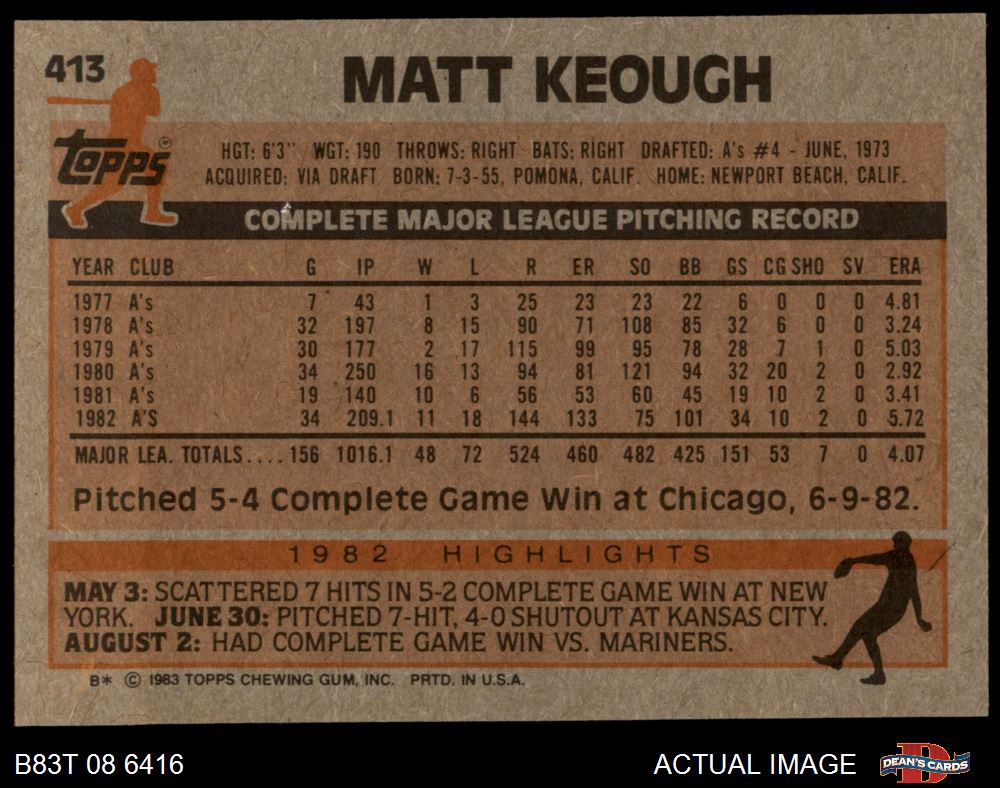 413
MATT KEOUGH
TOPPS®
HGT: 6'3" WGT: 190 THROWS: RIGHT BATS: RIGHT DRAFTED: A's #4 - JUNE, 1973
ACQUIRED: VIA DRAFT BORN: 7-3-55, POMONA, CALIF. HOME: NEWPORT BEACH, CALIF.
COMPLETE MAJOR LEAGUE PITCHING RECORD
YEAR CLUB G IP W L R ER SO BB GS CG SHO SV ERA
1977 A's 7 43 1 3 25 23 23 22 6 0 0 0 4.81
1978 A's 32 197 8 15 90 71 108 85 32 6 0 0 3.24
1979 A's 30 177 2 17 115 99 95 78 28 7 1 0 5.03
1980 A's 34 250 16 13 94 81 121 94 32 20 2 0 2.92
1981 A's 19 140 10 6 56 53 60 45 19 10 2 0 3.41
1982 A'S 34 209.1 11 18 144 133 75 101 34 10 2 0 5.72
MAJOR LEA. TOTALS.... 156 1016.1 48 72 524 460 482 425 151 53 7 0 4.07
Pitched 5-4 Complete Game Win at Chicago, 6-9-82.
1982 HIGHLIGHTS
MAY 3: SCATTERED 7 HITS IN 5-2 COMPLETE GAME WIN AT NEW
YORK. JUNE 30: PITCHED 7-HIT, 4-0 SHUTOUT AT KANSAS CITY.
AUGUST 2: HAD COMPLETE GAME WIN VS. MARINERS.
B* © 1983 TOPPS CHEWING GUM, INC. PRTD. IN U.S.A.
B83T 08 6416 ACTUAL IMAGE D DEAN'S CARDS